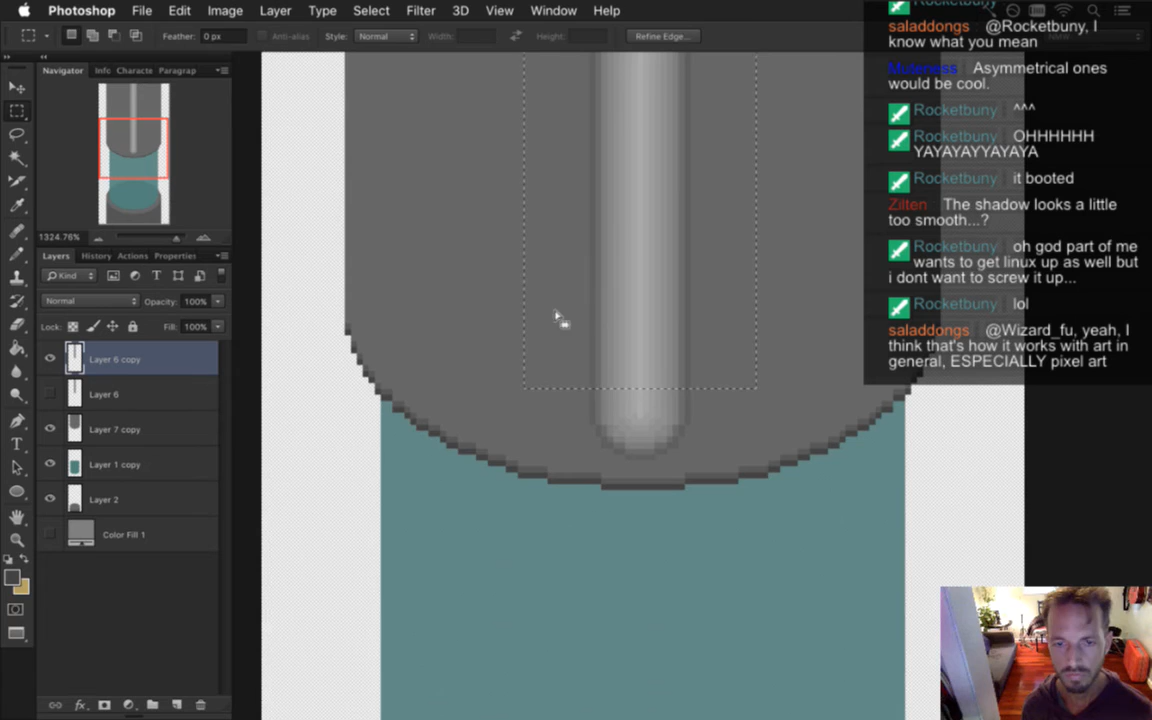 Photoshop File Edit Image Layer Type Select Filter 3D View Window Help
Feather: 0 px Anti-alias Style: Normal Width: Height: Refine Edge...
Navigator Info Characte Paragrap
1324.76%
Layers History Actions Properties
Kind
Normal Opacity: 100%
Lock: Fill: 100%
Layer 6 copy
Layer 6
Layer 7 copy
Layer 1 copy
Layer 2
Color Fill 1
saladdongs @Rocketbuny, I
know what you mean
Muteness Asymmetrical ones
would be cool.
Rocketbuny ^^^
Rocketbuny OHHHHHH
YAYAYAYYAYAYA
Rocketbuny it booted
Zilten The shadow looks a little
too smooth...?
Rocketbuny oh god part of me
wants to get linux up as well but
i dont want to screw it up...
Rocketbuny lol
saladdongs @Wizard_fu, yeah, I
think that's how it works with art in
general, ESPECIALLY pixel art